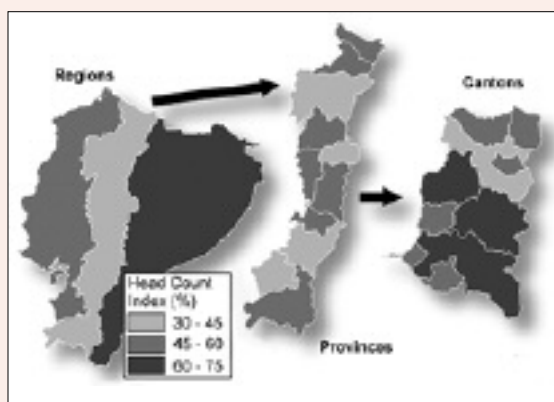 Regions
Cantons
Head Count
Index (%)
30 - 45
45 - 60
60 - 75
Provinces